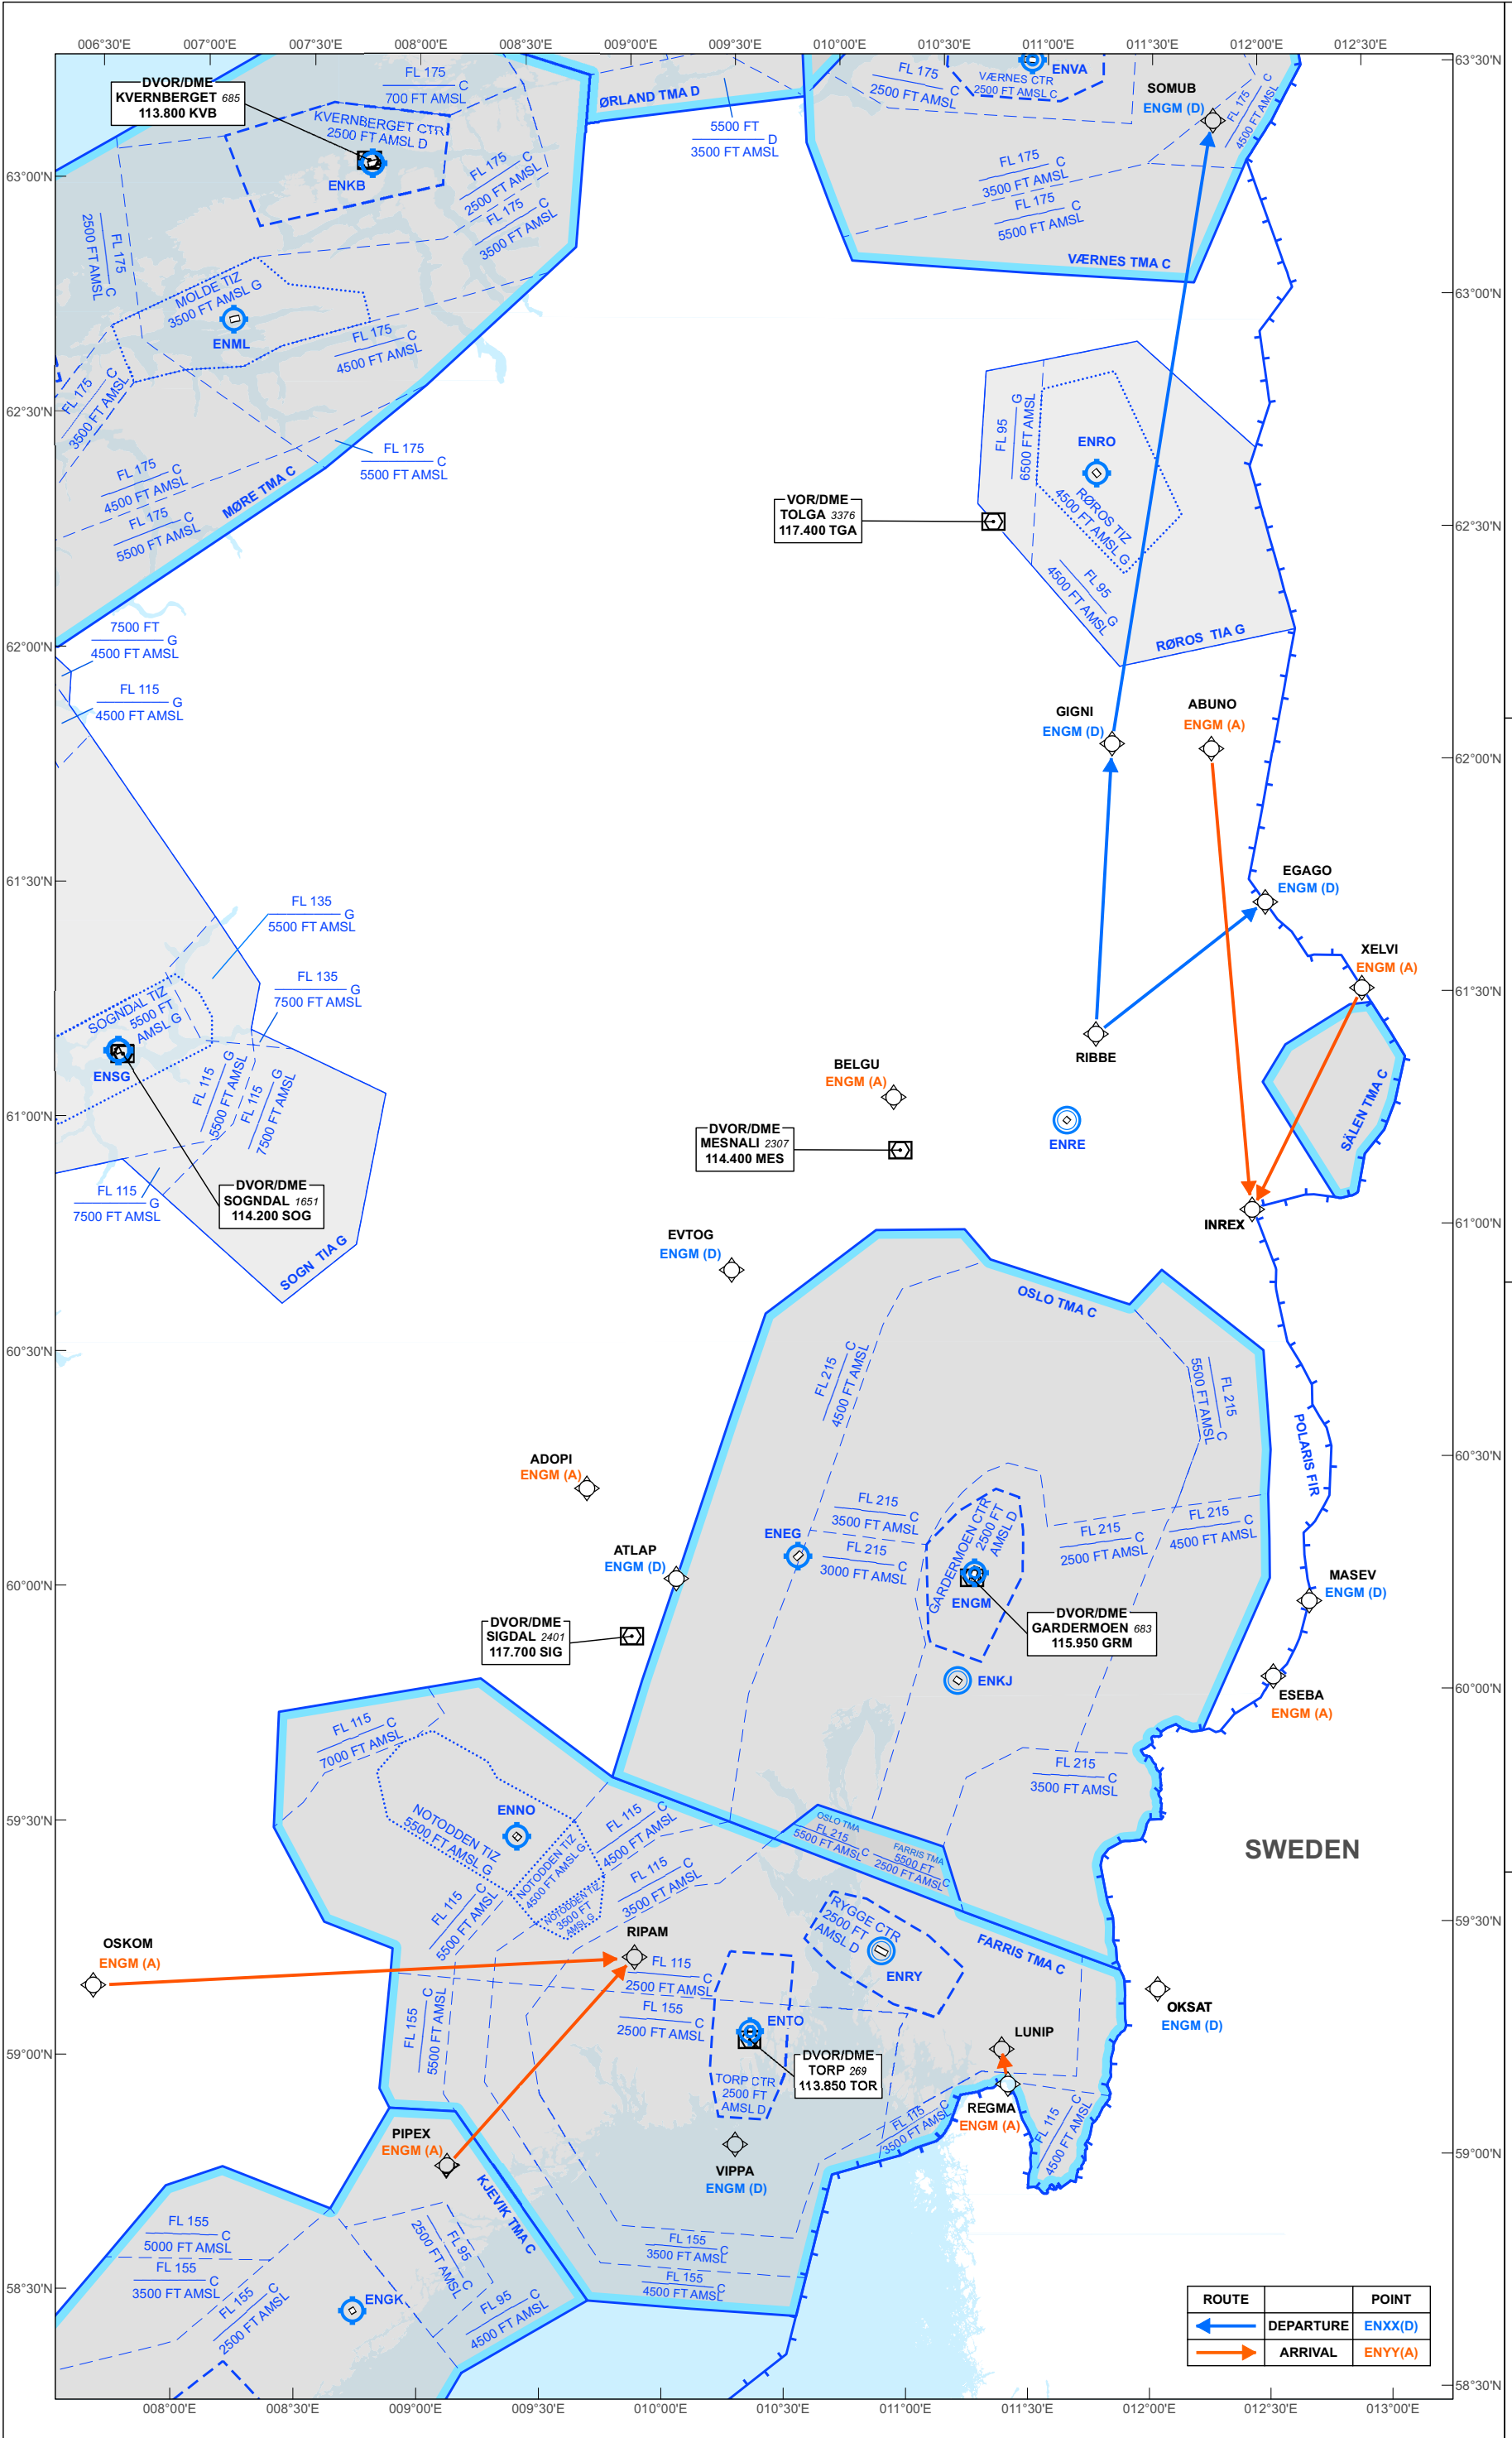 006°30'E
007°00'E
007°30'E
008°00'E
008°30'E
009°00'E
009°30'E
010°00'E
010°30'E
011°00'E
011°30'E
012°00'E
012°30'E
63°30'N
DVOR/DME
KVERNBERGET 685
113.800 KVB
FL 175
C
700 FT AMSL
KVERNBERGET CTR
2500 FT AMSL D
ENKB
ØRLAND TMA D
5500 FT
D
3500 FT AMSL
FL 175
C
2500 FT AMSL
VÆRNES CTR
2500 FT AMSL C
ENVA
SOMUB
ENGM (D)
FL 175
C
4500 FT AMSL
63°00'N
FL 175
C
2500 FT AMSL
FL 175
C
3500 FT AMSL
FL 175
C
3500 FT AMSL
FL 175
C
5500 FT AMSL
VÆRNES TMA C
FL 175
C
2500 FT AMSL
MOLDE TIZ
3500 FT AMSL G
ENML
63°00'N
FL 175
C
4500 FT AMSL
FL 175
C
3500 FT AMSL
62°30'N
FL 175
C
5500 FT AMSL
FL 175
C
4500 FT AMSL
FL 175
C
5500 FT AMSL
MØRE TMA C
FL 95
G
6500 FT AMSL
ENRO
RØROS TIZ
4500 FT AMSL G
VOR/DME
TOLGA 3376
117.400 TGA
62°30'N
FL 95
G
4500 FT AMSL
RØROS TIA G
62°00'N
7500 FT
G
4500 FT AMSL
FL 115
G
4500 FT AMSL
GIGNI
ENGM (D)
ABUNO
ENGM (A)
62°00'N
61°30'N
EGAGO
ENGM (D)
FL 135
G
5500 FT AMSL
XELVI
ENGM (A)
FL 135
G
7500 FT AMSL
61°30'N
SOGNDAL TIZ
5500 FT
AMSL G
ENSG
RIBBE
FL 115
G
5500 FT AMSL
FL 115
G
7500 FT AMSL
BELGU
ENGM (A)
61°00'N
ENRE
SÄLEN TMA C
DVOR/DME
MESNALI 2307
114.400 MES
FL 115
G
7500 FT AMSL
DVOR/DME
SOGNDAL 1651
114.200 SOG
SOGN TIA G
INREX
61°00'N
EVTOG
ENGM (D)
OSLO TMA C
60°30'N
FL 215
C
4500 FT AMSL
FL 215
C
5500 FT AMSL
POLARIS FIR
ADOPI
ENGM (A)
60°30'N
FL 215
C
3500 FT AMSL
FL 215
C
3000 FT AMSL
ENEG
GARDERMOEN CTR
2500 FT
AMSL D
ENGM
FL 215
C
2500 FT AMSL
FL 215
C
4500 FT AMSL
60°00'N
ATLAP
ENGM (D)
MASEV
ENGM (D)
DVOR/DME
SIGDAL 2401
117.700 SIG
DVOR/DME
GARDERMOEN 683
115.950 GRM
ENKJ
ESEBA
ENGM (A)
60°00'N
FL 115
C
7000 FT AMSL
FL 215
C
3500 FT AMSL
59°30'N
ENNO
NOTODDEN TIZ
5500 FT AMSL G
NOTODDEN TIZ
4500 FT AMSL G
NOTODDEN TIZ
3500 FT
AMSL G
FL 115
C
4500 FT AMSL
FL 115
C
3500 FT AMSL
FL 115
C
5500 FT AMSL
OSLO TMA
FL 215
C
5500 FT AMSL
FARRIS TMA
5500 FT
C
2500 FT AMSL
SWEDEN
RYGGE CTR
2500 FT
AMSL D
ENRY
FARRIS TMA C
59°30'N
OSKOM
ENGM (A)
RIPAM
FL 115
C
2500 FT AMSL
FL 155
C
2500 FT AMSL
FL 155
C
5500 FT AMSL
59°00'N
ENTO
DVOR/DME
TORP 269
113.850 TOR
TORP CTR
2500 FT
AMSL D
LUNIP
OKSAT
ENGM (D)
REGMA
ENGM (A)
FL 115
C
3500 FT AMSL
FL 115
C
4500 FT AMSL
59°00'N
PIPEX
ENGM (A)
VIPPA
ENGM (D)
KJEVIK TMA C
FL 155
C
5000 FT AMSL
FL 155
C
3500 FT AMSL
FL 155
C
2500 FT AMSL
FL 95
C
2500 FT AMSL
FL 155
C
3500 FT AMSL
FL 155
C
4500 FT AMSL
58°30'N
ENGK
FL 95
C
4500 FT AMSL
ROUTE
POINT
DEPARTURE
ENXX(D)
ARRIVAL
ENYY(A)
58°30'N
008°00'E
008°30'E
009°00'E
009°30'E
010°00'E
010°30'E
011°00'E
011°30'E
012°00'E
012°30'E
013°00'E